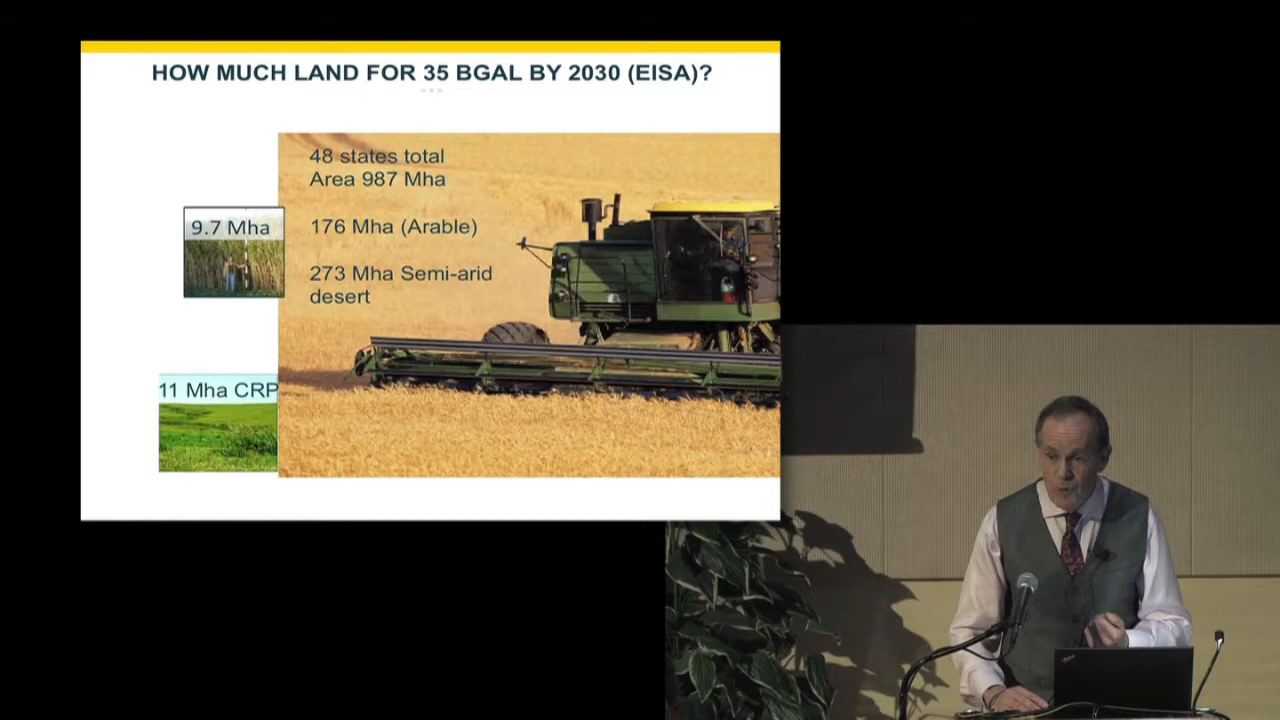 HOW MUCH LAND FOR 35 BGAL BY 2030 (EISA)?
48 states total
Area 987 Mha
176 Mha (Arable)
9.7 Mha
273 Mha Semi-arid
desert
11 Mha CRP